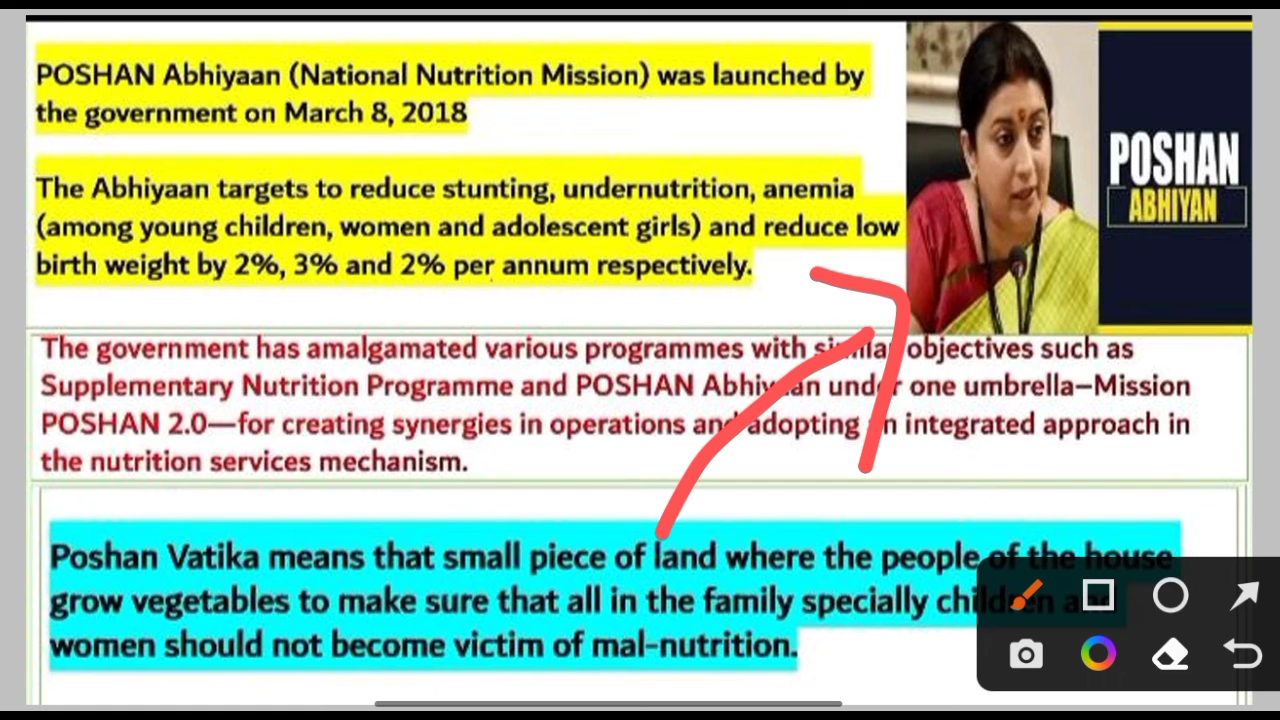 POSHAN Abhiyaan (National Nutrition Mission) was launched by
the government on March 8, 2018
The Abhiyaan targets to reduce stunting, undernutrition, anemia
(among young children, women and adolescent girls) and reduce low
birth weight by 2%, 3% and 2% per annum respectively.
POSHAN
ABHIYAN
The government has amalgamated various programmes with similar objectives such as
Supplementary Nutrition Programme and POSHAN Abhiyaan under one umbrella—Mission
POSHAN 2.0—for creating synergies in operations and adopting an integrated approach in
the nutrition services mechanism.
Poshan Vatika means that small piece of land where the people of the house
grow vegetables to make sure that all in the family specially children and
women should not become victim of mal-nutrition.